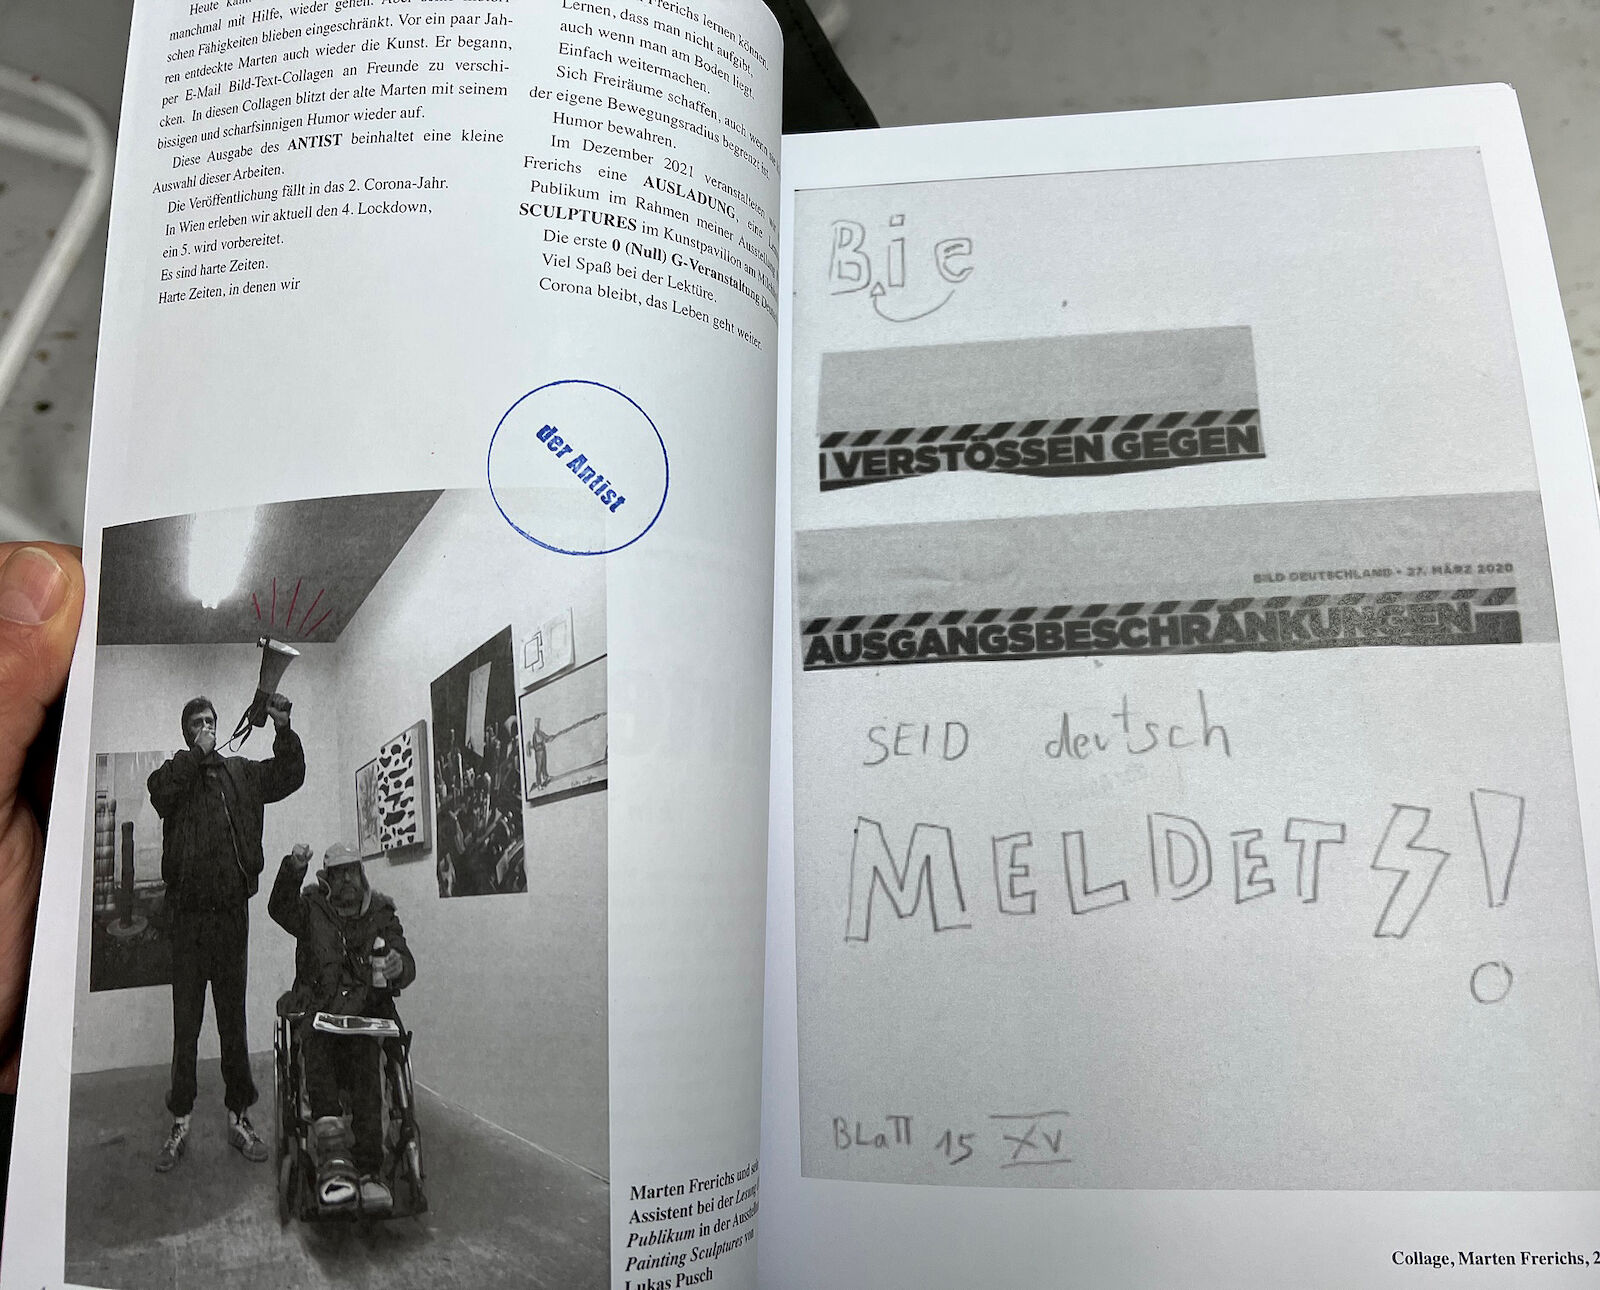 Heute
manchmal mit Hilfe, wieder gehen. Aber seine motori-
schen Fähigkeiten blieben eingeschränkt. Vor ein paar Jah-
ren entdeckte Marten auch wieder die Kunst. Er begann,
per E-Mail Bild-Text-Collagen an Freunde zu verschi-
cken. In diesen Collagen blitzt der alte Marten mit seinem
bissigen und scharfsinnigen Humor wieder auf.
Diese Ausgabe des ANTIST beinhaltet eine kleine
Auswahl dieser Arbeiten.
Die Veröffentlichung fällt in das 2. Corona-Jahr.
In Wien erleben wir aktuell den 4. Lockdown,
ein 5. wird vorbereitet.
Es sind harte Zeiten.
Harte Zeiten, in denen wir
Frerichs lernen können.
Lernen, dass man nicht aufgibt,
auch wenn man am Boden liegt.
Einfach weitermachen.
Sich Freiräume schaffen, auch wenn
der eigene Bewegungsradius begrenzt ist.
Humor bewahren.
Im Dezember 2021 veranstalteten
Frerichs eine AUSLADUNG, eine
Publikum im Rahmen meiner Ausstellung
SCULPTURES im Kunstpavillon am
Die erste 0 (Null) G-Veranstaltung
Viel Spaß bei der Lektüre.
Corona bleibt, das Leben geht weiter.
der Antist
Marten Frerichs und
Assistent bei der Lesung
Publikum in der
Painting Sculptures von
Lukas Pusch
Bie
VERSTÖSSEN GEGEN
BILD DEUTSCHLAND • 27. MÄRZ 2020
AUSGANGSBESCHRÄNKUNGEN
SEID deutsch
MELDETS!
BLaTT 15 XV
Collage, Marten Frerichs, 2